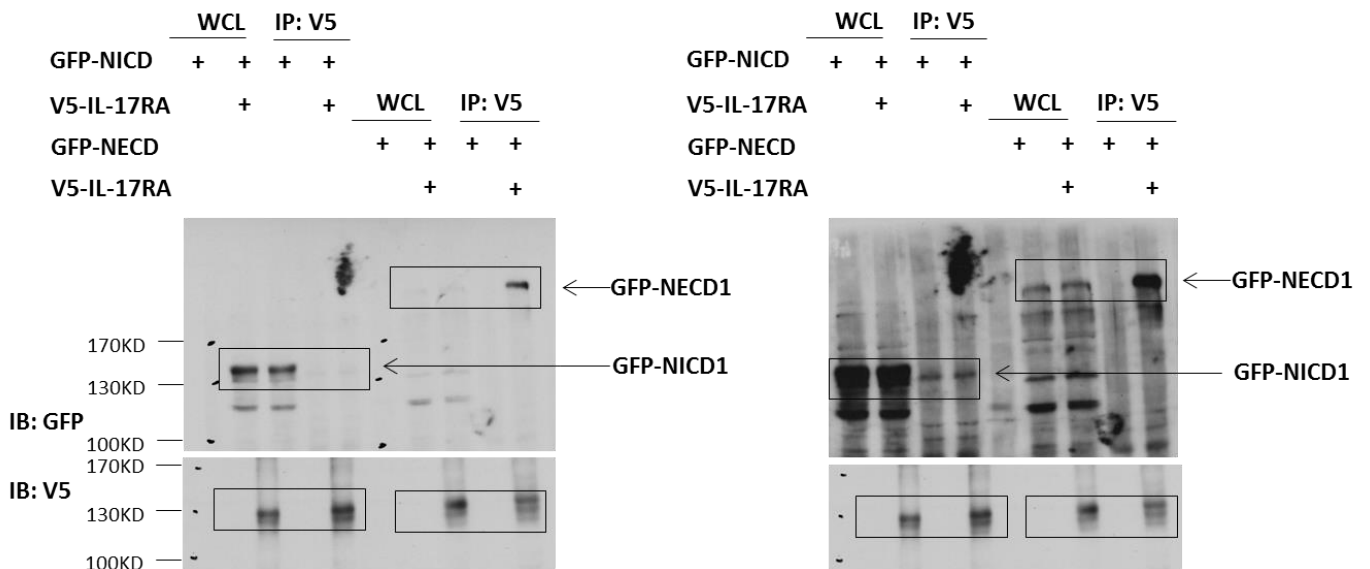 WCL IP: V5
GFP-NICD + + + +
V5-IL-17RA + +
WCL IP: V5
GFP-NECD + + + +
V5-IL-17RA + +
GFP-NECD1
170KD
GFP-NICD1
130KD
IB: GFP
100KD
170KD
IB: V5
130KD
100KD
WCL IP: V5
GFP-NICD + + + +
V5-IL-17RA + +
WCL IP: V5
GFP-NECD + + + +
V5-IL-17RA + +
GFP-NECD1
GFP-NICD1